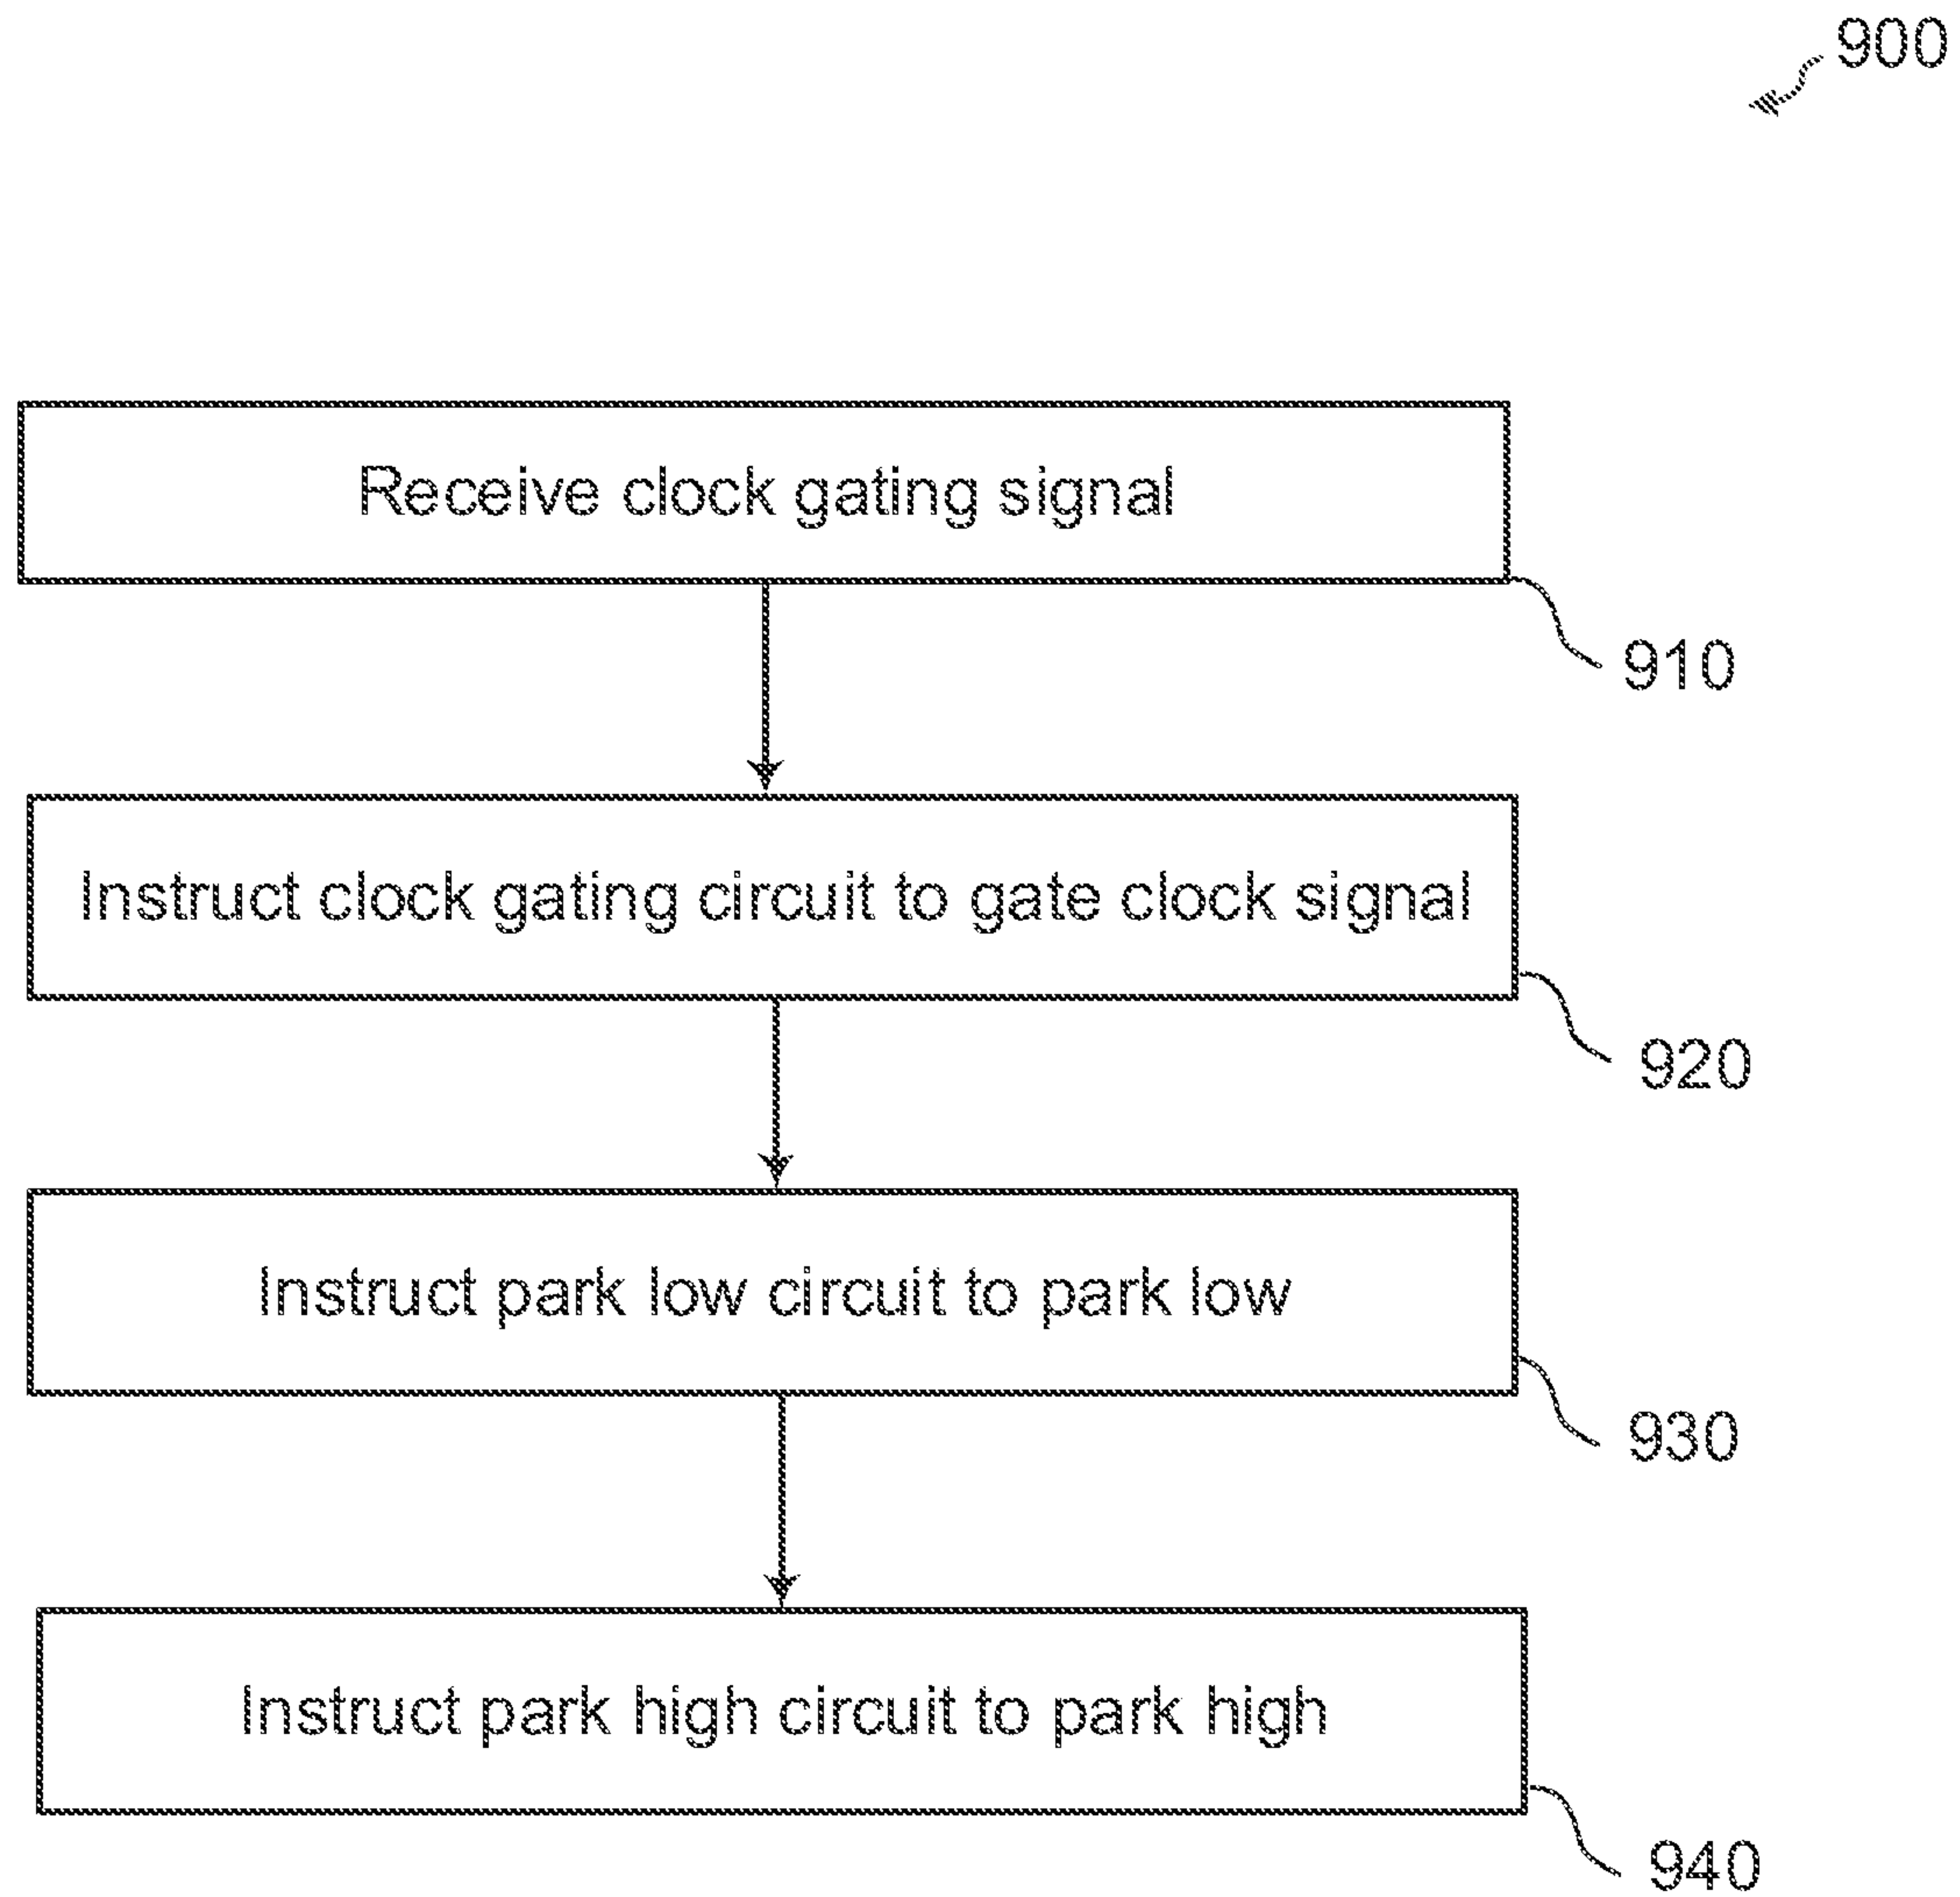 900
Receive clock gating signal
910
Instruct clock gating circuit to gate clock signal
920
Instruct park low circuit to park low
930
Instruct park high circuit to park high
940